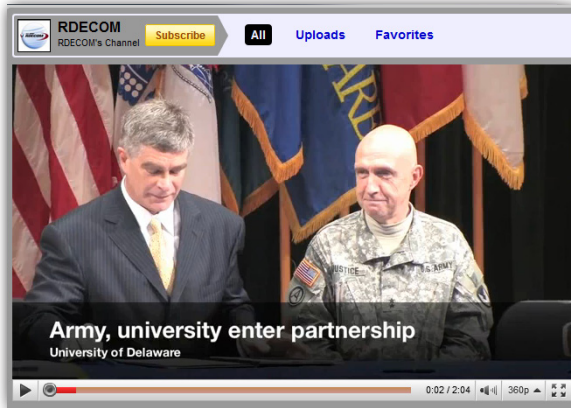 RDECOM
RDECOM's Channel
Subscribe
All
Uploads
Favorites
JUSTICE
U.S. ARMY
Army, university enter partnership
University of Delaware
0:02 / 2:04
360p